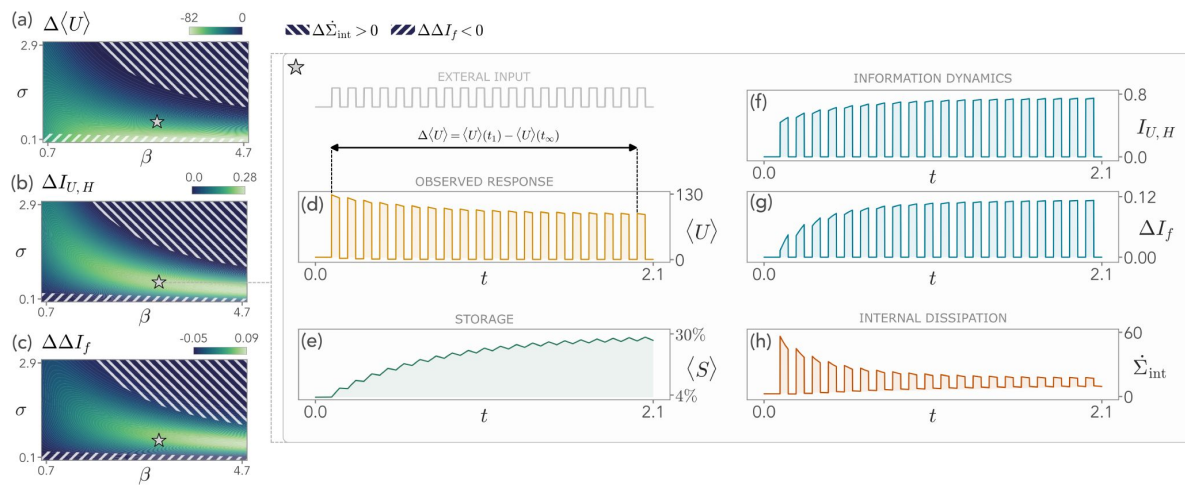 (a) Δ⟨U⟩
-82 0
2.9
σ
0.1
0.7 β 4.7
(b) ΔI_{U, H}
0.0 0.28
2.9
σ
0.1
0.7 β 4.7
(c) ΔΔI_f
-0.05 0.09
2.9
σ
0.1
0.7 β 4.7
ΔΣ̇_int > 0 ΔΔI_f < 0
EXTERAL INPUT
Δ⟨U⟩ = ⟨U⟩(t₁) − ⟨U⟩(t∞)
OBSERVED RESPONSE
(d)
130
⟨U⟩
0
0.0 t 2.1
STORAGE
(e)
30%
⟨S⟩
4%
0.0 t 2.1
INFORMATION DYNAMICS
(f)
0.8
I_{U, H}
0.0
0.0 t 2.1
(g)
0.12
ΔI_f
0.00
0.0 t 2.1
INTERNAL DISSIPATION
(h)
60
Σ̇_int
0
0.0 t 2.1